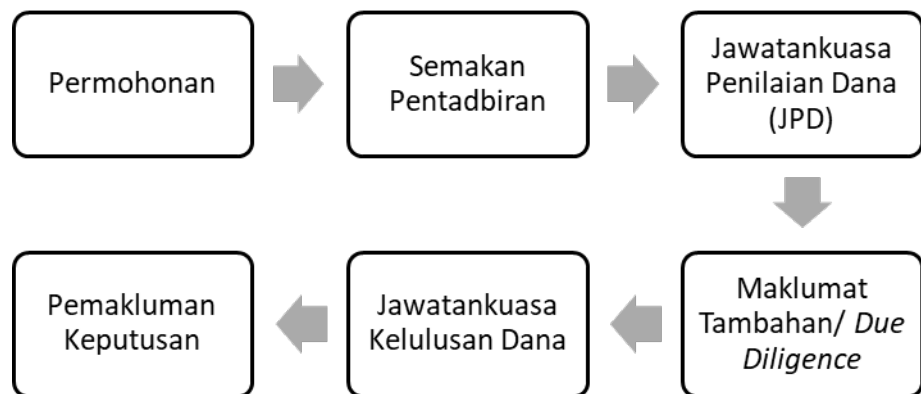 Permohonan
Semakan
Pentadbiran
Jawatankuasa
Penilaian Dana
(JPD)
Maklumat
Tambahan/ Due
Diligence
Jawatankuasa
Kelulusan Dana
Pemakluman
Keputusan